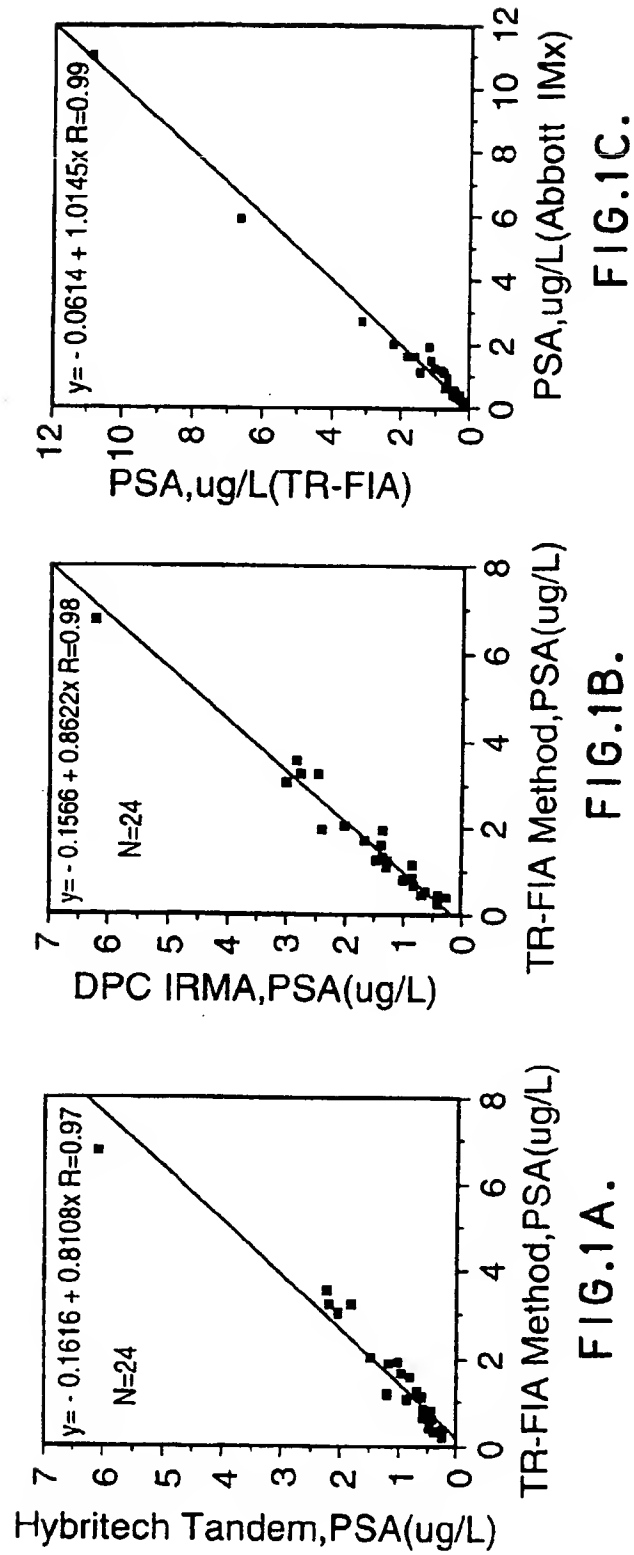 Hybritech Tandem,PSA(ug/L)
7
6
5
4
3
2
1
0
y= - 0.1616 + 0.8108x R=0.97
N=24
0 2 4 6 8
TR-FIA Method,PSA(ug/L)
FIG.1A.
DPC IRMA,PSA(ug/L)
7
6
5
4
3
2
1
0
y= - 0.1566 + 0.8622x R=0.98
N=24
0 2 4 6 8
TR-FIA Method,PSA(ug/L)
FIG.1B.
PSA,ug/L(TR-FIA)
12
10
8
6
4
2
0
y= - 0.0614 + 1.0145x R=0.99
0 2 4 6 8 10 12
PSA,ug/L(Abbott IMx)
FIG.1C.